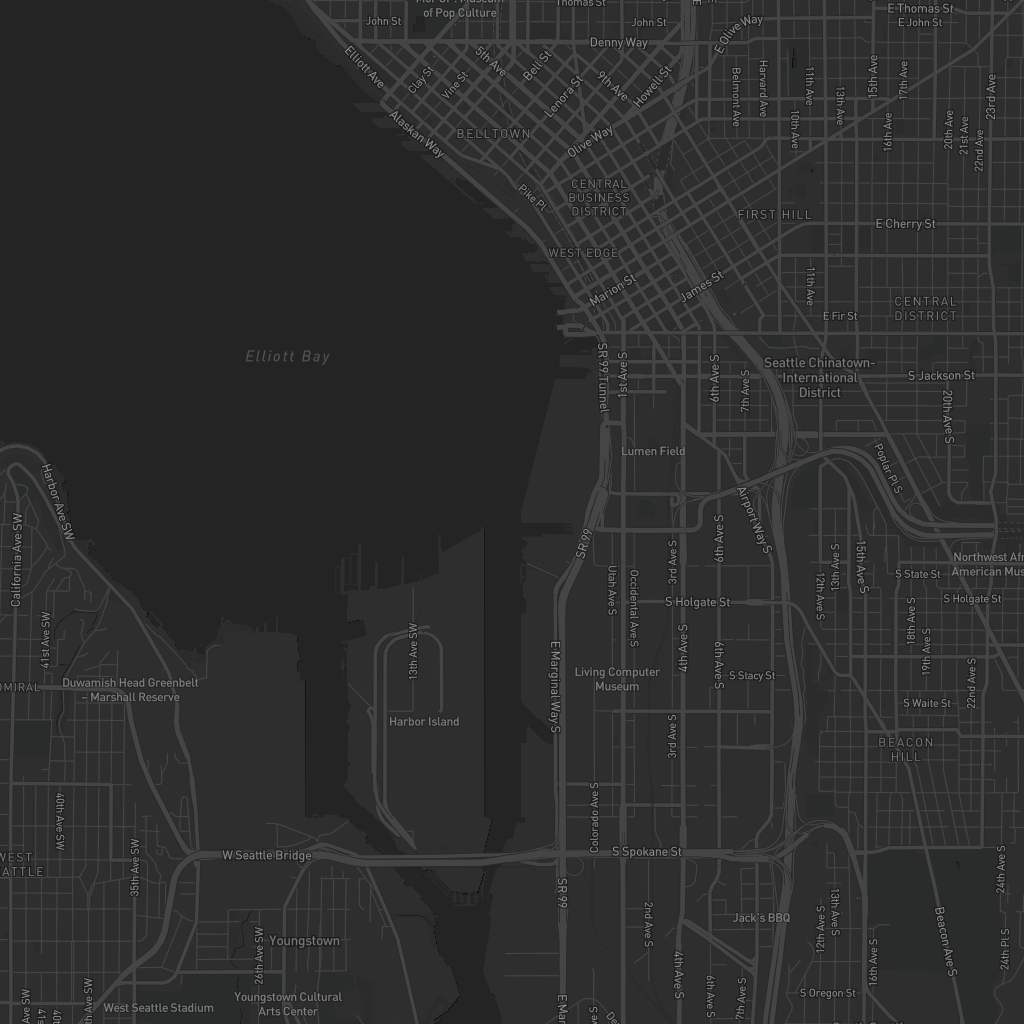 of Pop Culture
John St
Thomas St
John St
E Thomas St
E John St
Denny Way
E Olive Way
Elliott Ave
Clay St
Vine St
5th Ave
Bell St
Lenora St
9th Ave
Howell St
Belmont Ave
Harvard Ave
10th Ave
11th Ave
13th Ave
15th Ave
16th Ave
17th Ave
20th Ave
21st Ave
22nd Ave
23rd Ave
Alaskan Way
BELLTOWN
Olive Way
Pike Pl
CENTRAL
BUSINESS
DISTRICT
FIRST HILL
E Cherry St
WEST EDGE
Marion St
James St
11th Ave
CENTRAL
DISTRICT
E Fir St
Elliott Bay
SR 99 Tunnel
1st Ave S
6th Ave S
7th Ave S
Seattle Chinatown-
International
District
S Jackson St
20th Ave S
Lumen Field
Poplar Pl S
Harbor Ave SW
California Ave SW
Airport Way S
SR 99
6th Ave S
3rd Ave S
Utah Ave S
Occidental Ave S
12th Ave S
13th Ave S
15th Ave S
Northwest Afr
American Mus
S State St
S Holgate St
S Holgate St
18th Ave S
19th Ave S
41st Ave SW
13th Ave SW
4th Ave S
6th Ave S
E Marginal Way S
Living Computer
Museum
S Stacy St
22nd Ave S
Duwamish Head Greenbelt
- Marshall Reserve
DMIRAL
S Waite St
Harbor Island
3rd Ave S
BEACON
HILL
40th Ave SW
35th Ave SW
Colorado Ave S
WEST
ATTLE
W Seattle Bridge
S Spokane St
24th Ave S
SR 99
2nd Ave S
Jack's BBQ
12th Ave S
13th Ave S
Beacon Ave S
24th Pl S
26th Ave SW
Youngstown
4th Ave S
6th Ave S
7th Ave S
16th Ave S
S Oregon St
West Seattle Stadium
Youngstown Cultural
Arts Center
E Mar